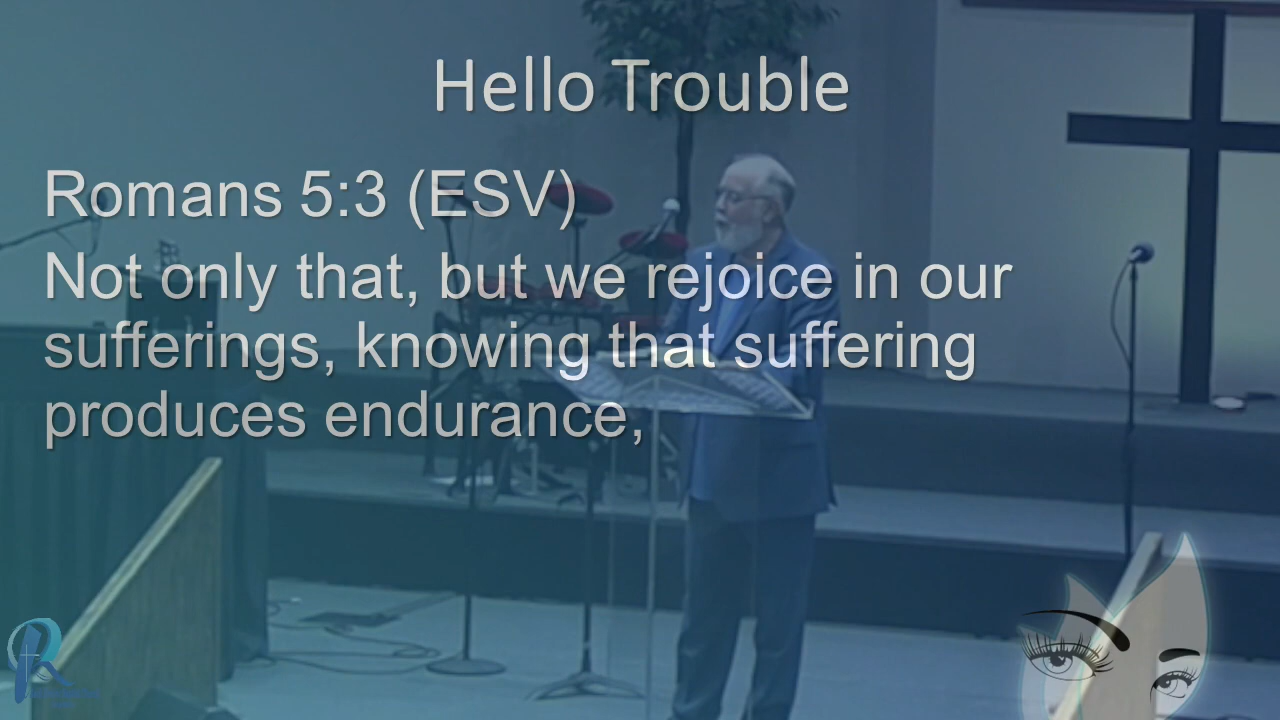 Hello Trouble
Romans 5:3 (ESV)
Not only that, but we rejoice in our
sufferings, knowing that suffering
produces endurance,